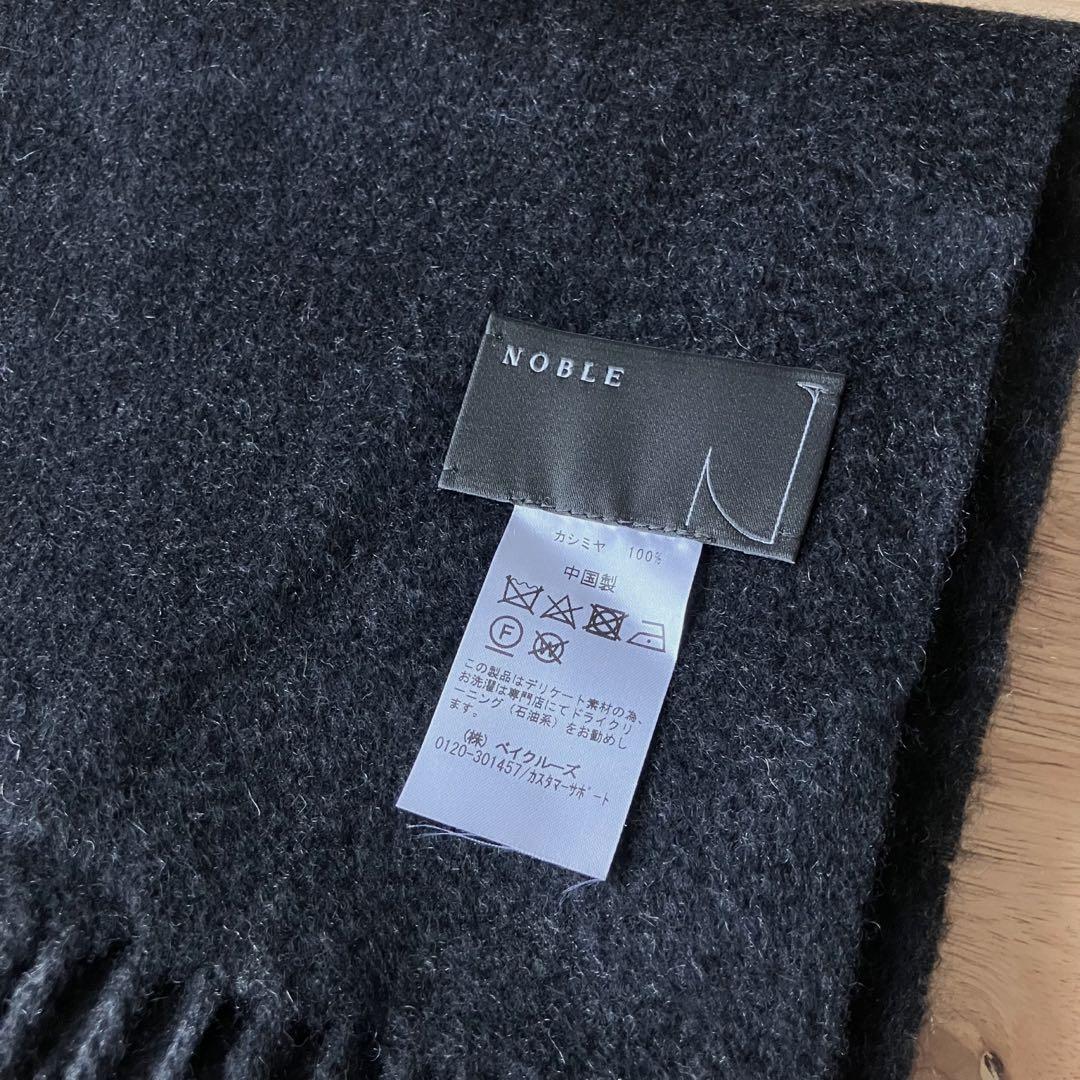 NOBLE
カシミヤ 100%
中国製
F W
この製品はデリケート素材の為、
お洗濯は専門店にてドライクリ
ーニング（石油系）をお勧めし
ます。
（株）ベイクルーズ
0120-301457/カスタマーサポート